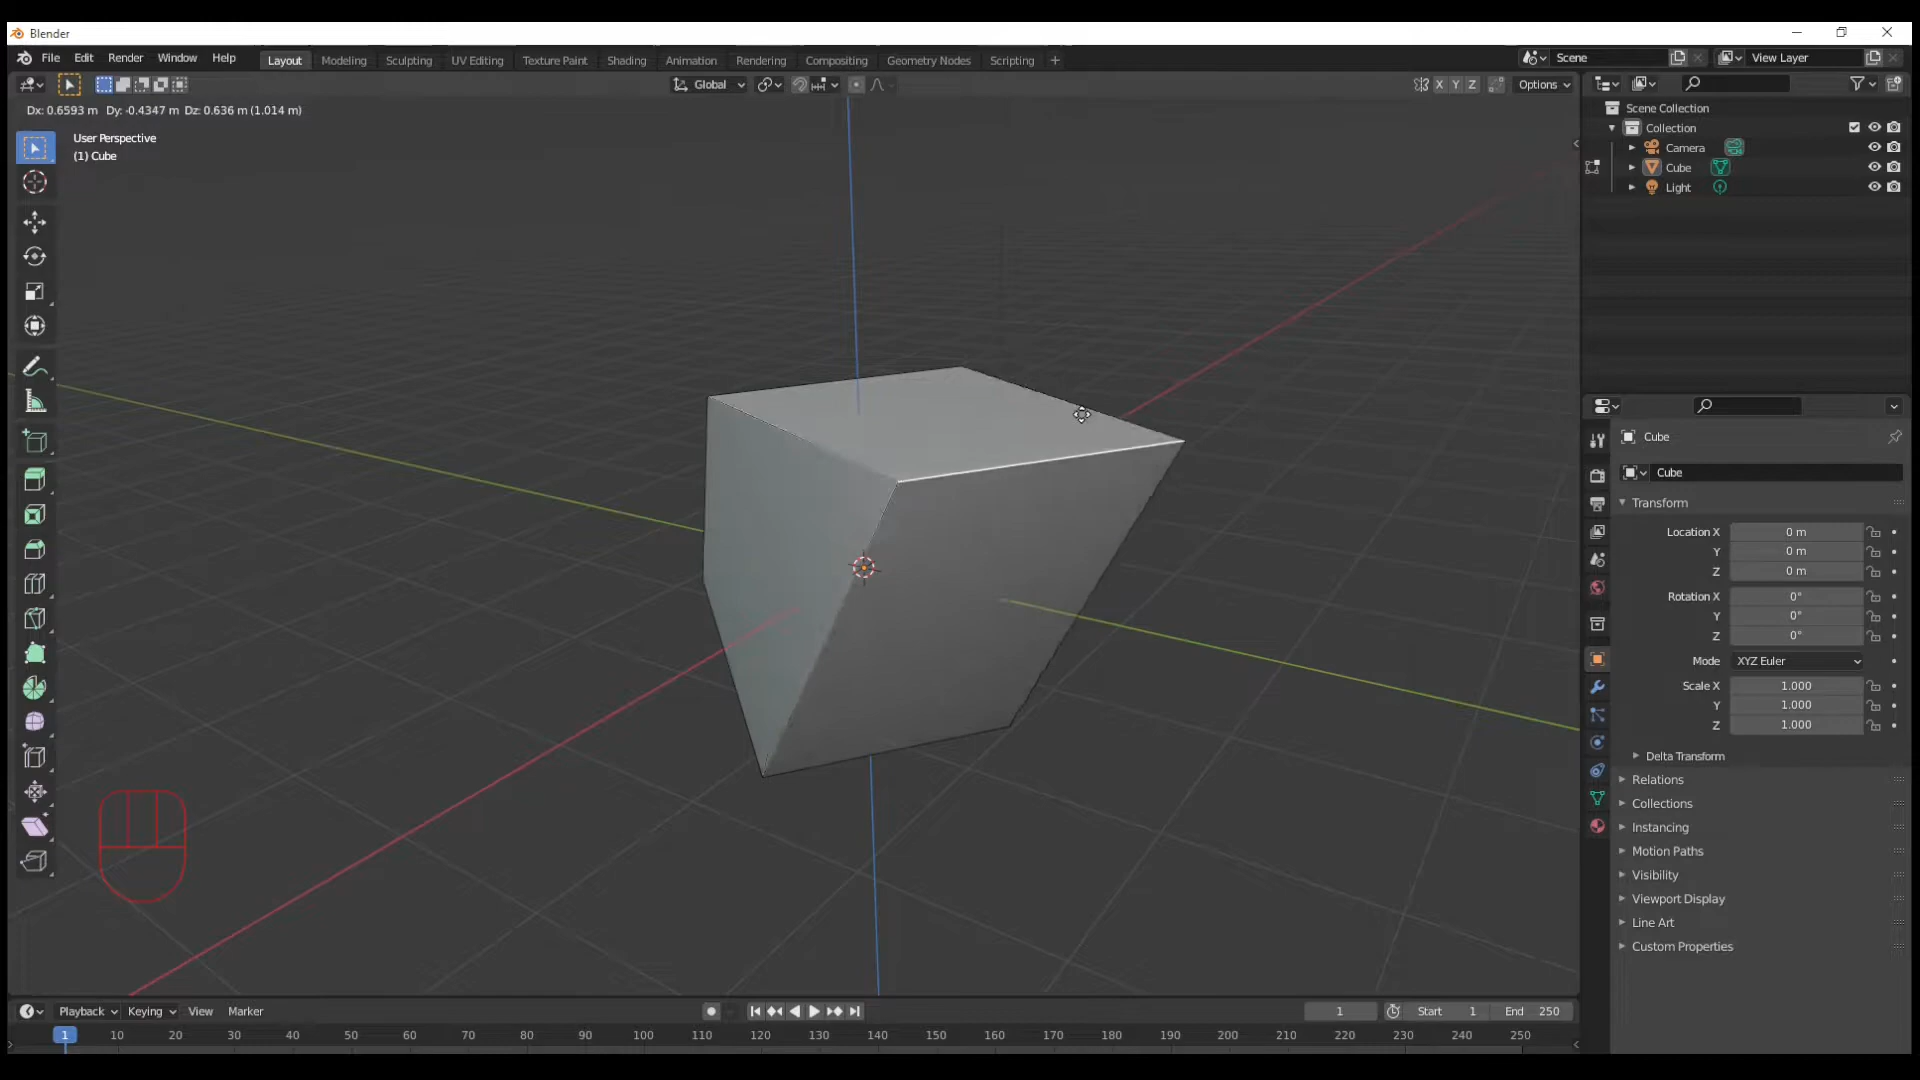 Blender
File Edit Render Window Help
Layout Modeling Sculpting UV Editing Texture Paint Shading Animation Rendering Compositing Geometry Nodes Scripting +
Scene
View Layer
Global
X Y Z
Options
Dx: 0.6593 m Dy: -0.4347 m Dz: 0.636 m (1.014 m)
User Perspective
(1) Cube
Scene Collection
Collection
Camera
Cube
Light
Cube
Cube
Transform
Location X 0 m
Y 0 m
Z 0 m
Rotation X 0°
Y 0°
Z 0°
Mode XYZ Euler
Scale X 1.000
Y 1.000
Z 1.000
Delta Transform
Relations
Collections
Instancing
Motion Paths
Visibility
Viewport Display
Line Art
Custom Properties
Playback Keying View Marker
1 Start 1 End 250
1 10 20 30 40 50 60 70 80 90 100 110 120 130 140 150 160 170 180 190 200 210 220 230 240 250